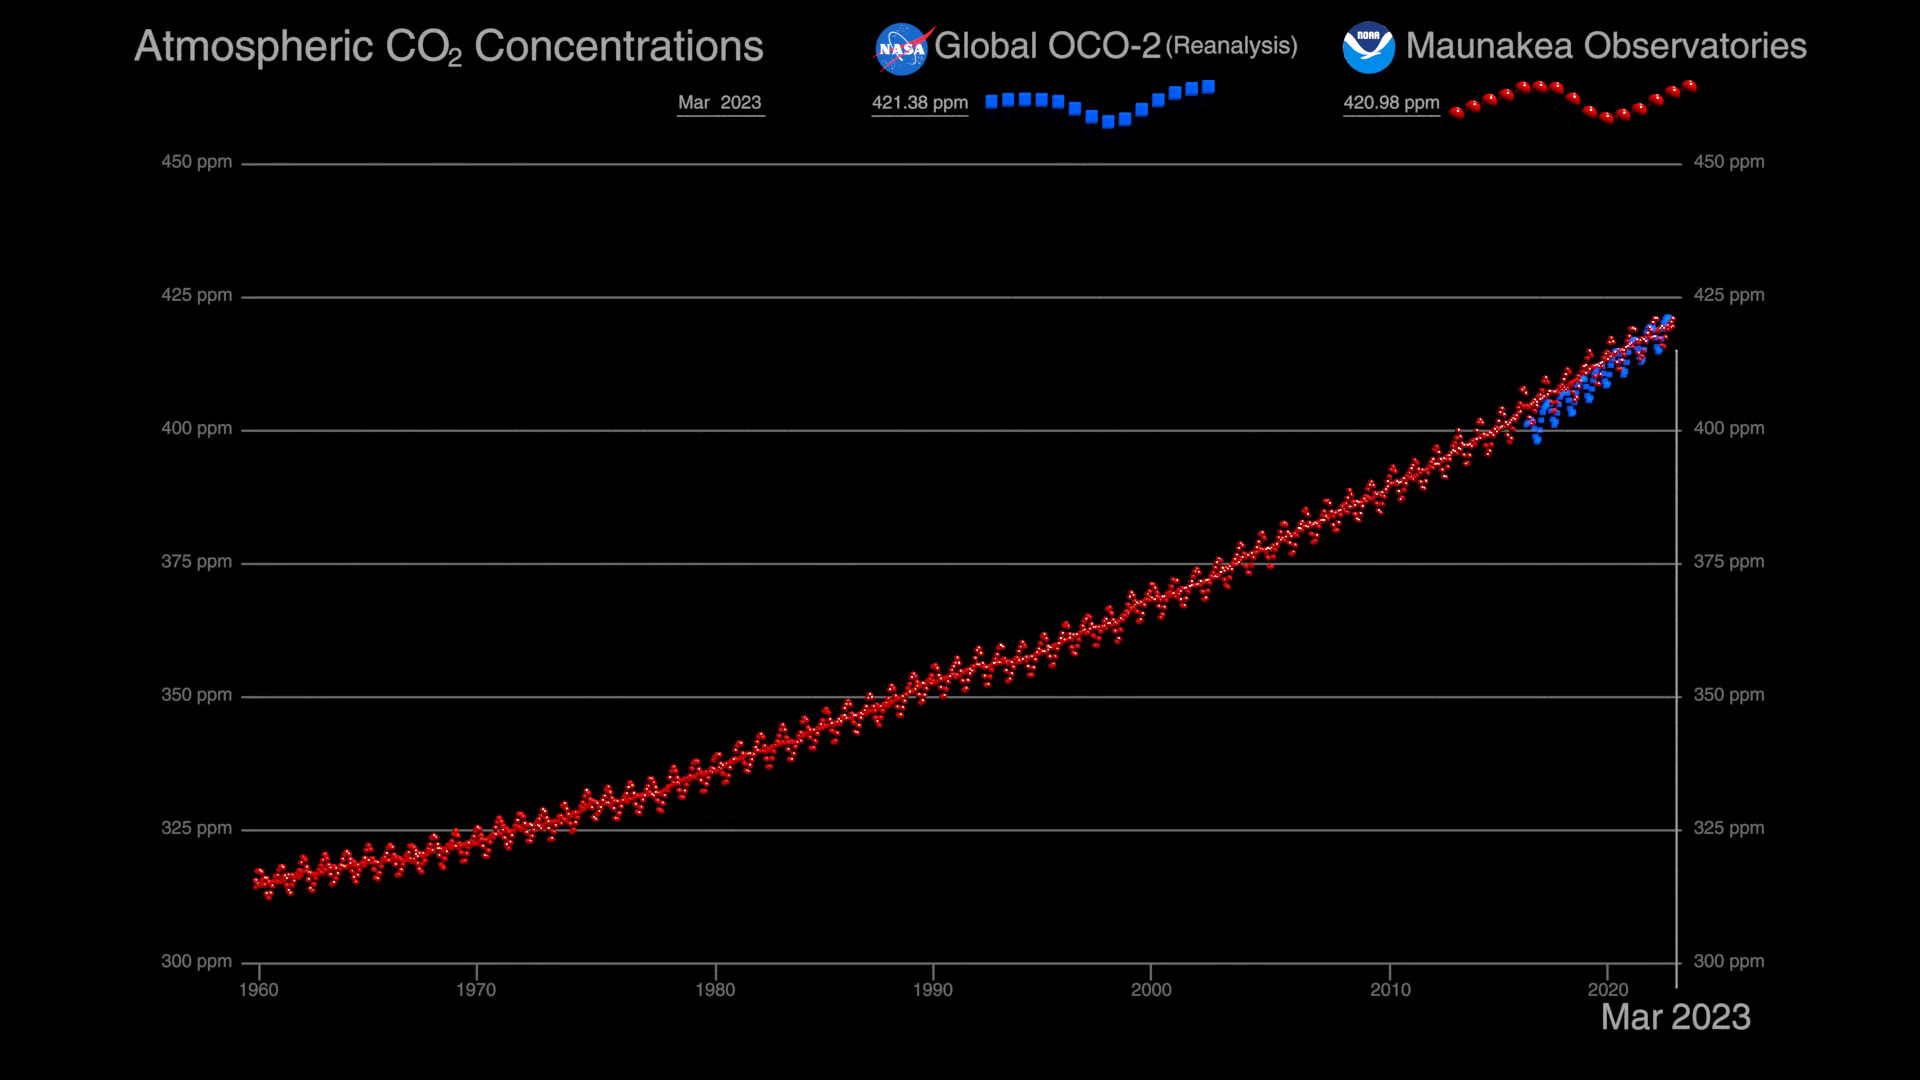 Atmospheric CO₂ Concentrations
NASA Global OCO-2 (Reanalysis)
NOAA Maunakea Observatories
Mar 2023
421.38 ppm
420.98 ppm
450 ppm 450 ppm
425 ppm 425 ppm
400 ppm 400 ppm
375 ppm 375 ppm
350 ppm 350 ppm
325 ppm 325 ppm
300 ppm 300 ppm
1960 1970 1980 1990 2000 2010 2020
Mar 2023